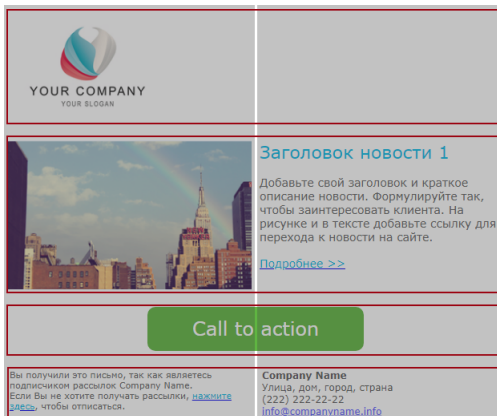 YOUR COMPANY
YOUR SLOGAN
Заголовок новости 1
Добавьте свой заголовок и краткое
описание новости. Формулируйте так,
чтобы заинтересовать клиента. На
рисунке и в тексте добавьте ссылку для
перехода к новости на сайте.
Подробнее >>
Call to action
Вы получили это письмо, так как являетесь
подписчиком рассылок Company Name.
Если Вы не хотите получать рассылки, нажмите
здесь, чтобы отписаться.
Company Name
Улица, дом, город, страна
(222) 222-22-22
info@companyname.info